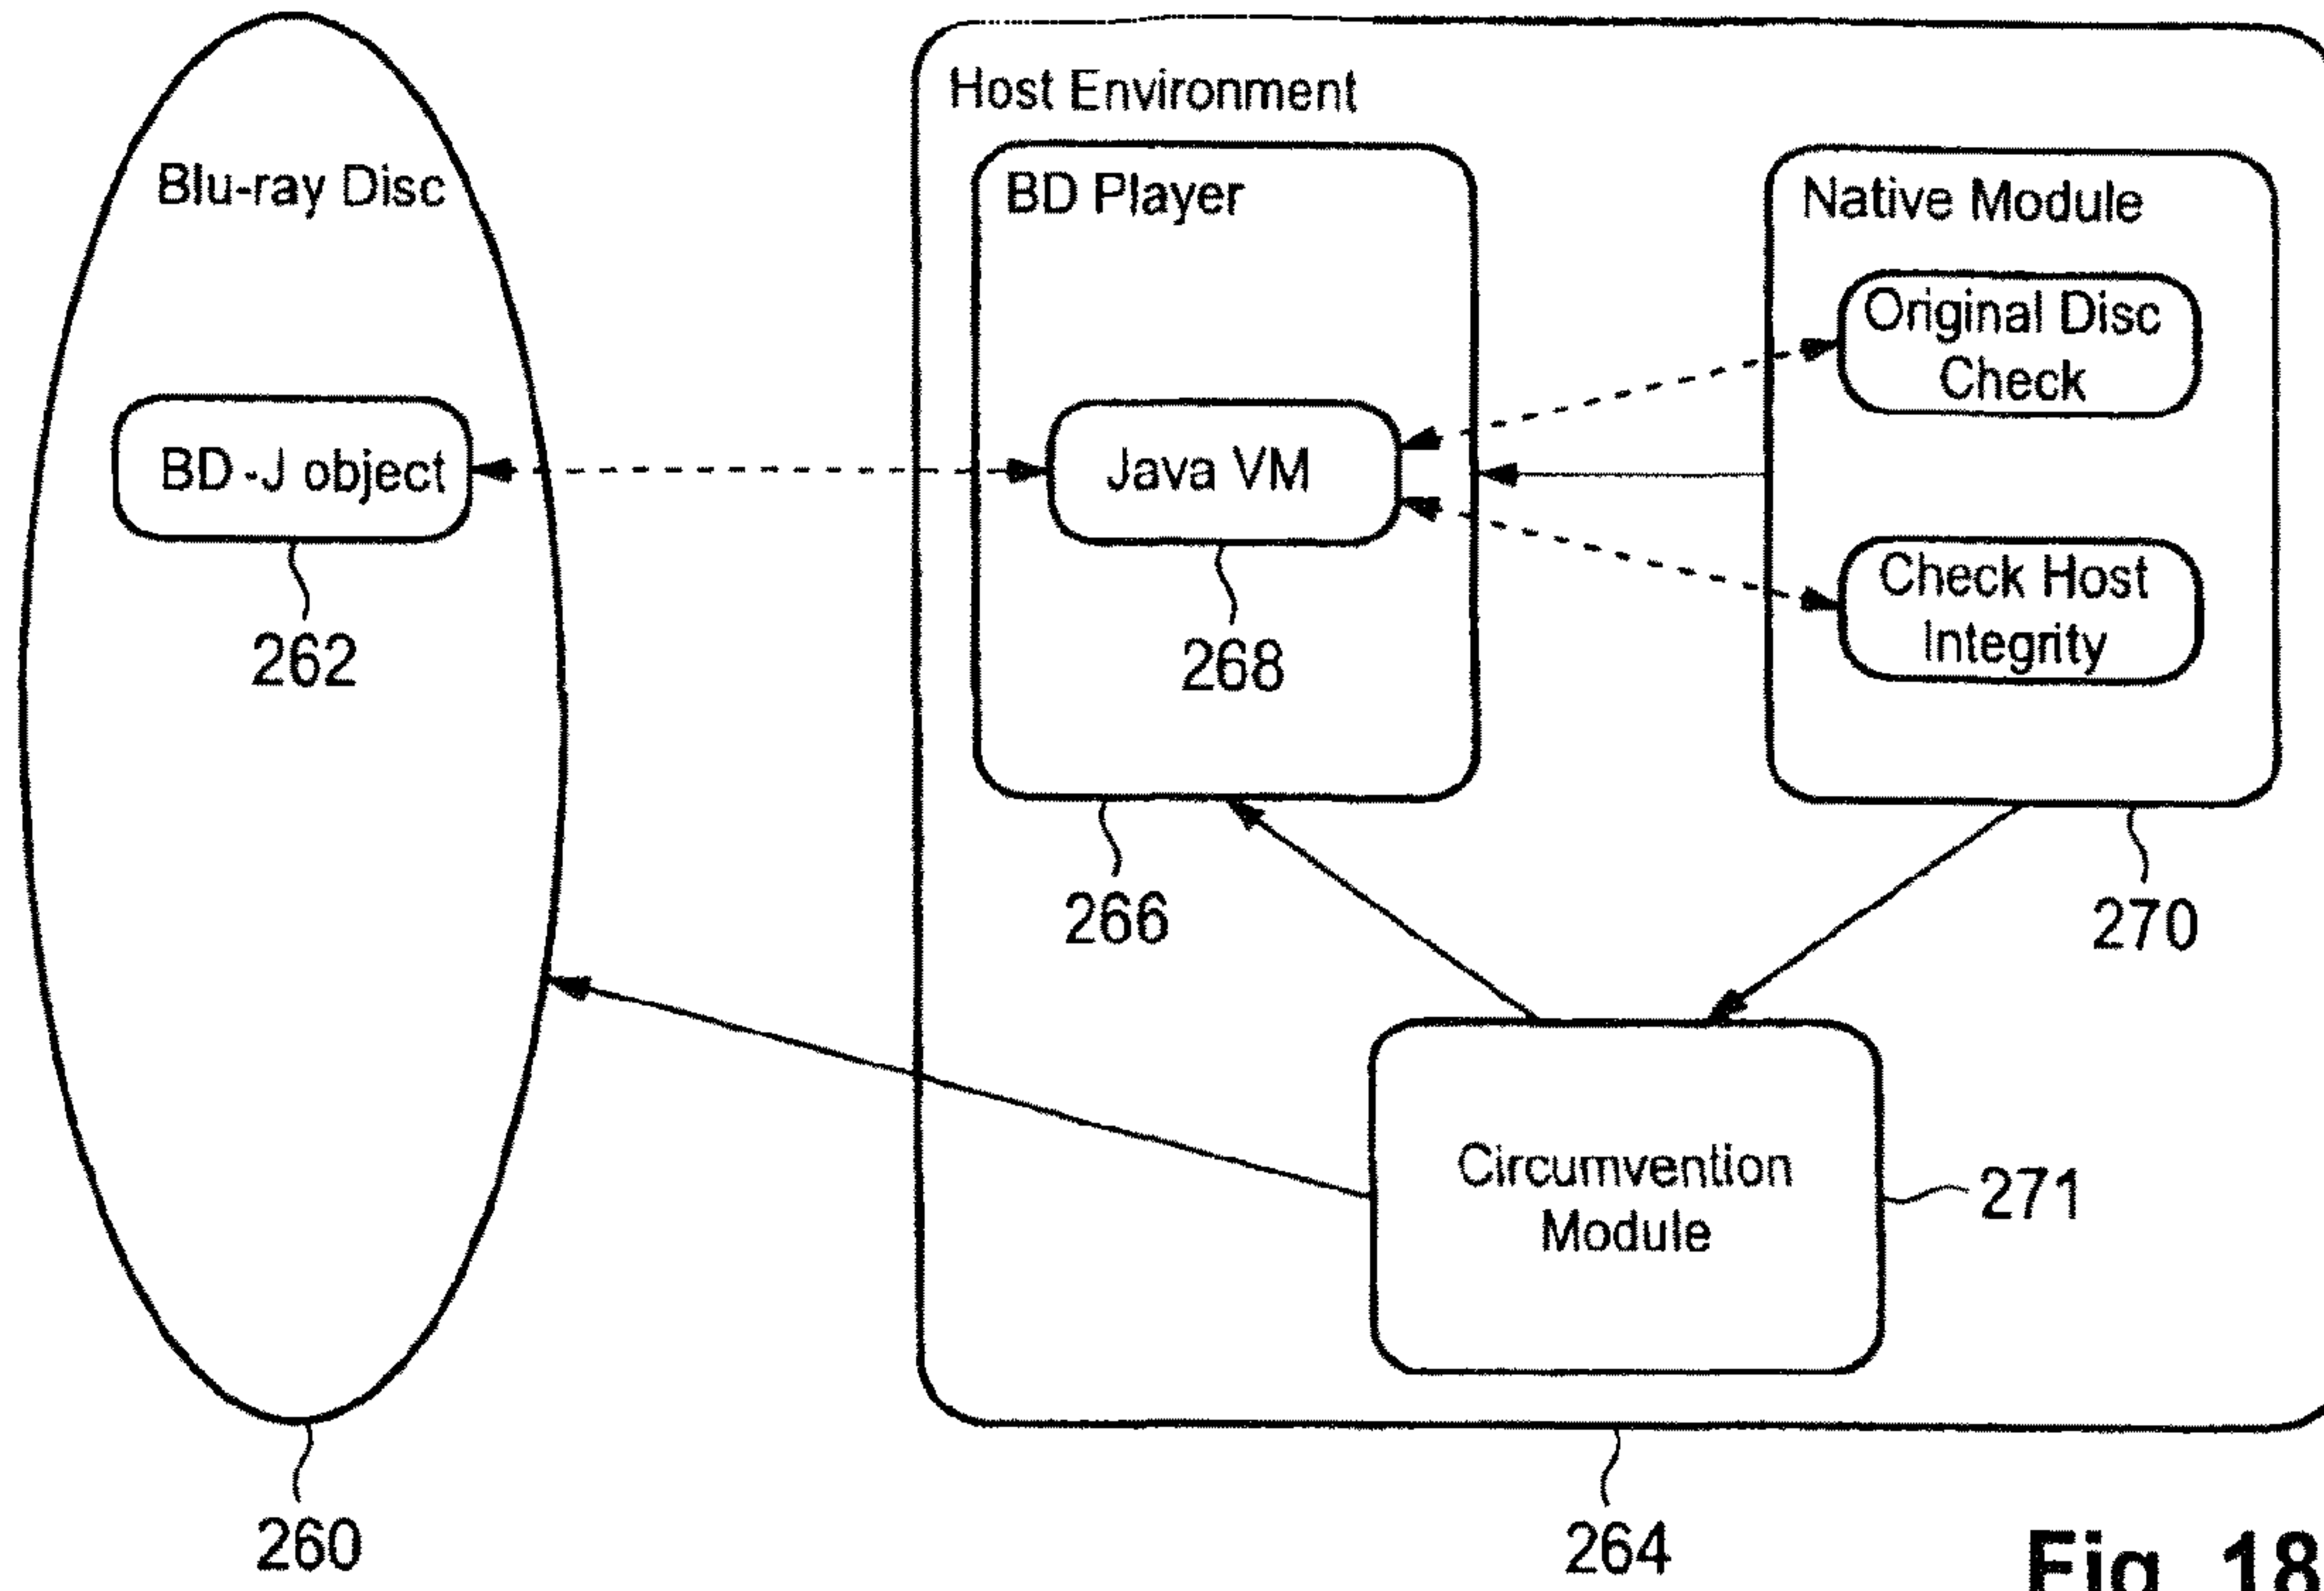 Host Environment
Blu-ray Disc
BD Player
Native Module
Original Disc
Check
BD-J object
Java VM
Check Host
Integrity
262
268
266
270
Circumvention
Module
271
260
264
Fig. 18